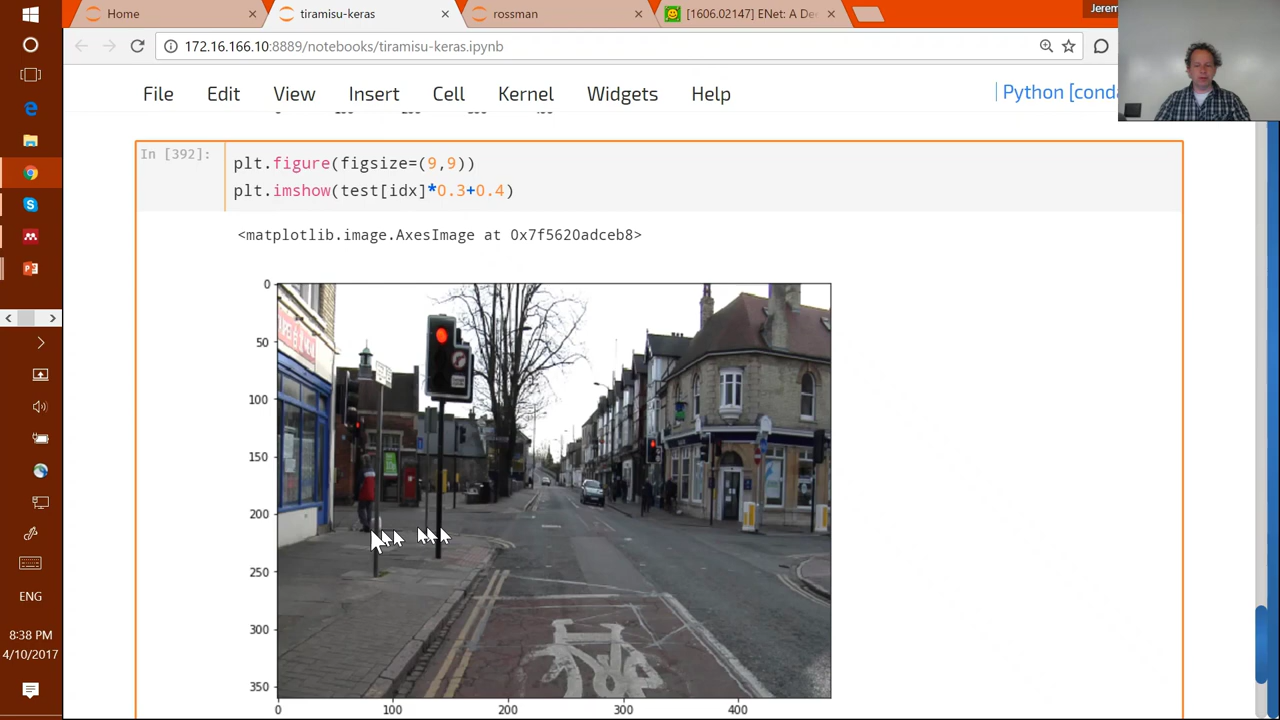 Home
tiramisu-keras
rossman
[1606.02147] ENet: A De
Jerem
172.16.166.10:8889/notebooks/tiramisu-keras.ipynb
File Edit View Insert Cell Kernel Widgets Help
Python [conda
In [392]:
plt.figure(figsize=(9,9))
plt.imshow(test[idx]*0.3+0.4)
<matplotlib.image.AxesImage at 0x7f5620adceb8>
0
50
100
150
200
250
300
350
0 100 200 300 400
ENG
8:38 PM
4/10/2017